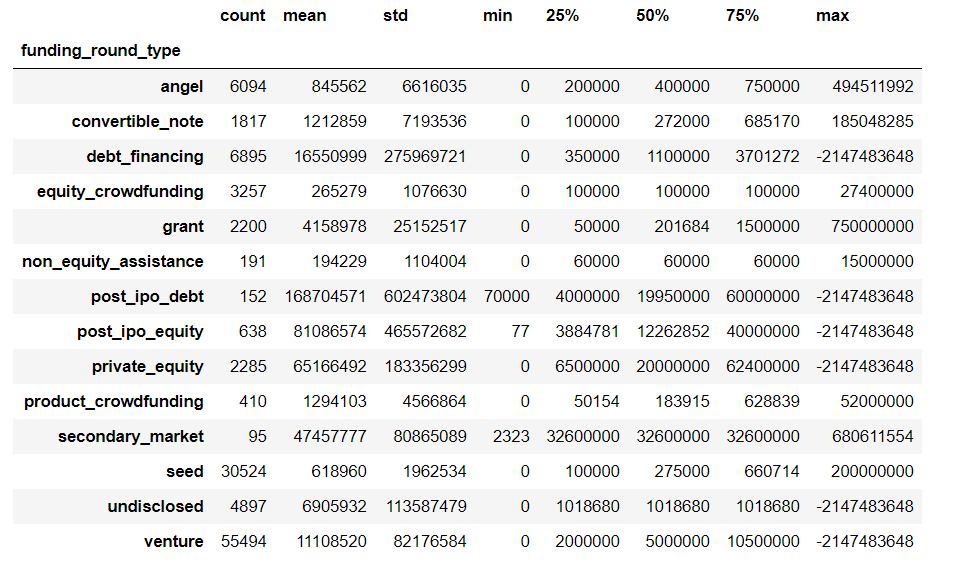 count mean std min 25% 50% 75% max
funding_round_type
angel 6094 845562 6616035 0 200000 400000 750000 494511992
convertible_note 1817 1212859 7193536 0 100000 272000 685170 185048285
debt_financing 6895 16550999 275969721 0 350000 1100000 3701272 -2147483648
equity_crowdfunding 3257 265279 1076630 0 100000 100000 100000 27400000
grant 2200 4158978 25152517 0 50000 201684 1500000 750000000
non_equity_assistance 191 194229 1104004 0 60000 60000 60000 15000000
post_ipo_debt 152 168704571 602473804 70000 4000000 19950000 60000000 -2147483648
post_ipo_equity 638 81086574 465572682 77 3884781 12262852 40000000 -2147483648
private_equity 2285 65166492 183356299 0 6500000 20000000 62400000 -2147483648
product_crowdfunding 410 1294103 4566864 0 50154 183915 628839 52000000
secondary_market 95 47457777 80865089 2323 32600000 32600000 32600000 680611554
seed 30524 618960 1962534 0 100000 275000 660714 200000000
undisclosed 4897 6905932 113587479 0 1018680 1018680 1018680 -2147483648
venture 55494 11108520 82176584 0 2000000 5000000 10500000 -2147483648